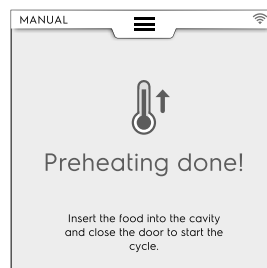 MANUAL
Preheating done!
Insert the food into the cavity
and close the door to start the
cycle.